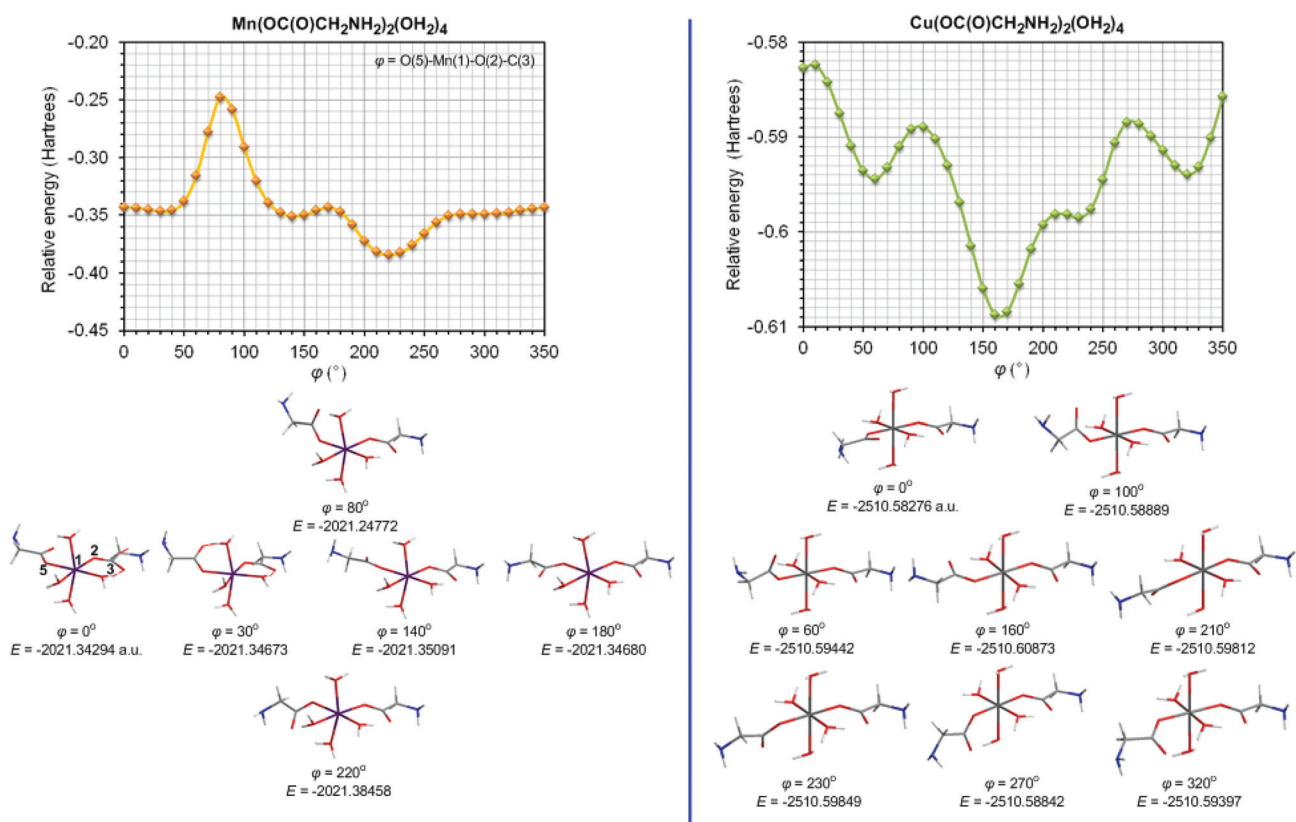 Mn(OC(O)CH2NH2)2(OH2)4
φ = O(5)-Mn(1)-O(2)-C(3)
Relative energy (Hartrees)
-0.20
-0.25
-0.30
-0.35
-0.40
-0.45
0 50 100 150 200 250 300 350
φ (°)
φ = 80°
E = -2021.24772
1 2 3 5
φ = 0°
E = -2021.34294 a.u.
φ = 30°
E = -2021.34673
φ = 140°
E = -2021.35091
φ = 180°
E = -2021.34680
φ = 220°
E = -2021.38458
Cu(OC(O)CH2NH2)2(OH2)4
Relative energy (Hartrees)
-0.58
-0.59
-0.6
-0.61
0 50 100 150 200 250 300 350
φ (°)
φ = 0°
E = -2510.58276 a.u.
φ = 100°
E = -2510.58889
φ = 60°
E = -2510.59442
φ = 160°
E = -2510.60873
φ = 210°
E = -2510.59812
φ = 230°
E = -2510.59849
φ = 270°
E = -2510.58842
φ = 320°
E = -2510.59397